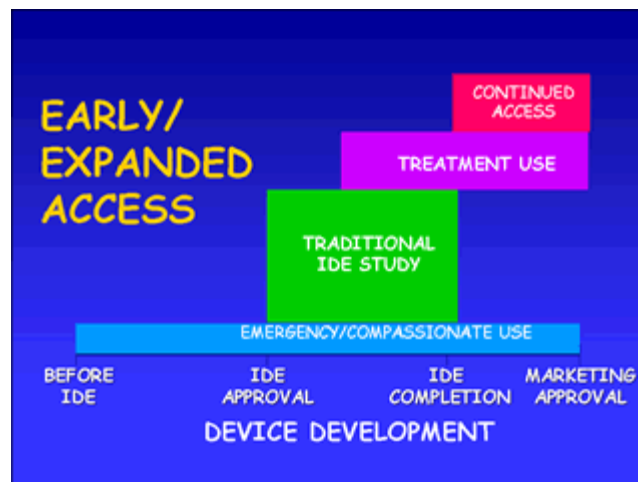 EARLY/
EXPANDED
ACCESS
CONTINUED
ACCESS
TREATMENT USE
TRADITIONAL
IDE STUDY
EMERGENCY/COMPASSIONATE USE
BEFORE
IDE
IDE
APPROVAL
IDE
COMPLETION
MARKETING
APPROVAL
DEVICE DEVELOPMENT